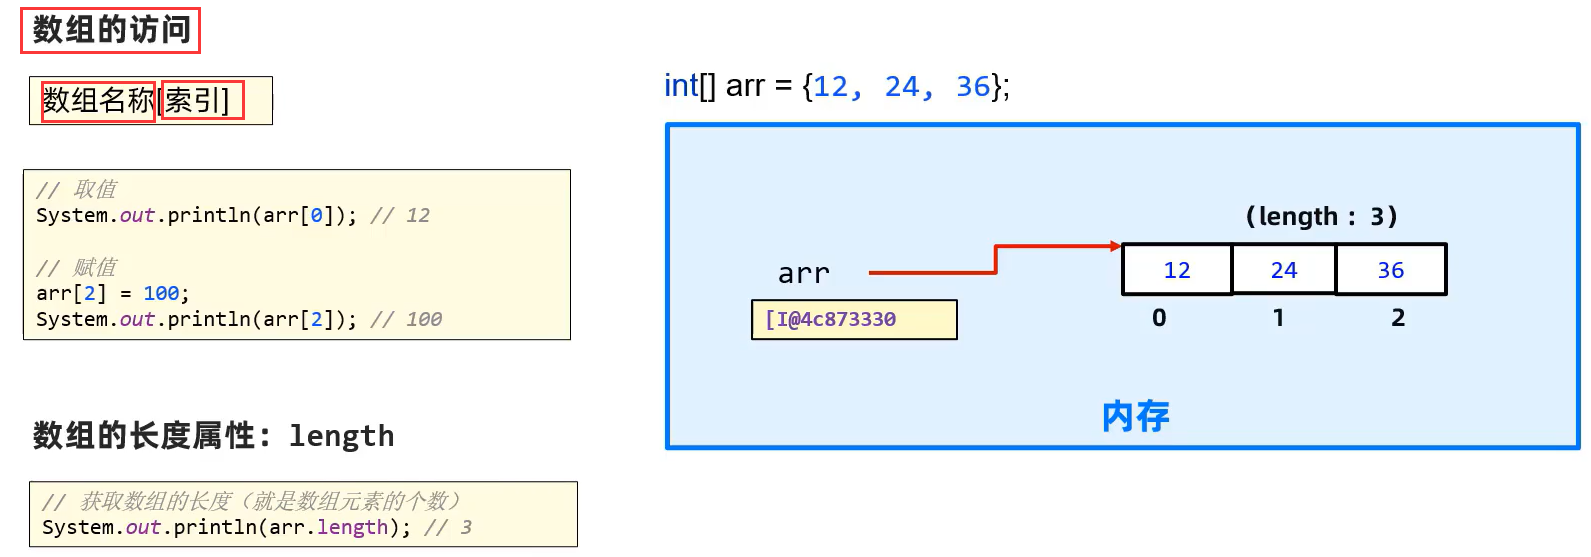 数组的访问
数组名称[索引]
// 取值
System.out.println(arr[0]); // 12
// 赋值
arr[2] = 100;
System.out.println(arr[2]); // 100
数组的长度属性：length
// 获取数组的长度（就是数组元素的个数）
System.out.println(arr.length); // 3
int[] arr = {12, 24, 36};
（length：3）
arr
12 24 36
[I@4c873330
0 1 2
内存